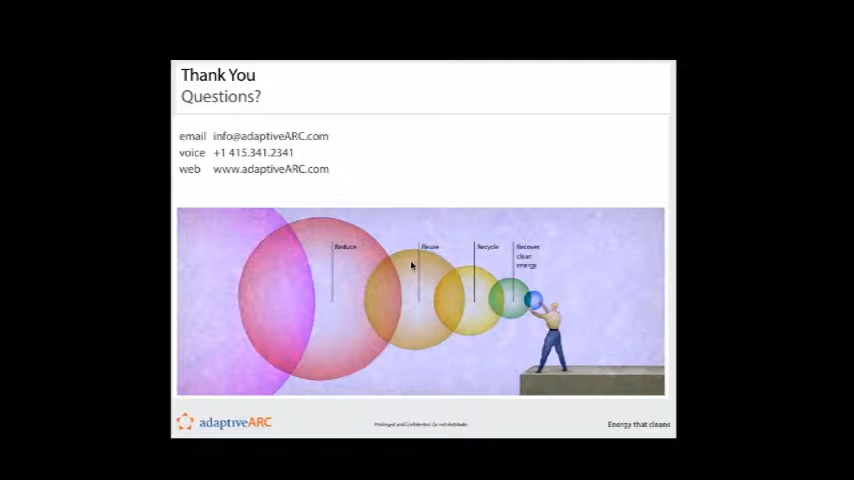 Thank You
Questions?
email info@adaptiveARC.com
voice +1 415.341.2341
web www.adaptiveARC.com
Reduce
Reuse
Recycle
Recover
clean
energy
adaptiveARC
Privileged and Confidential Do not distribute
Energy that cleans